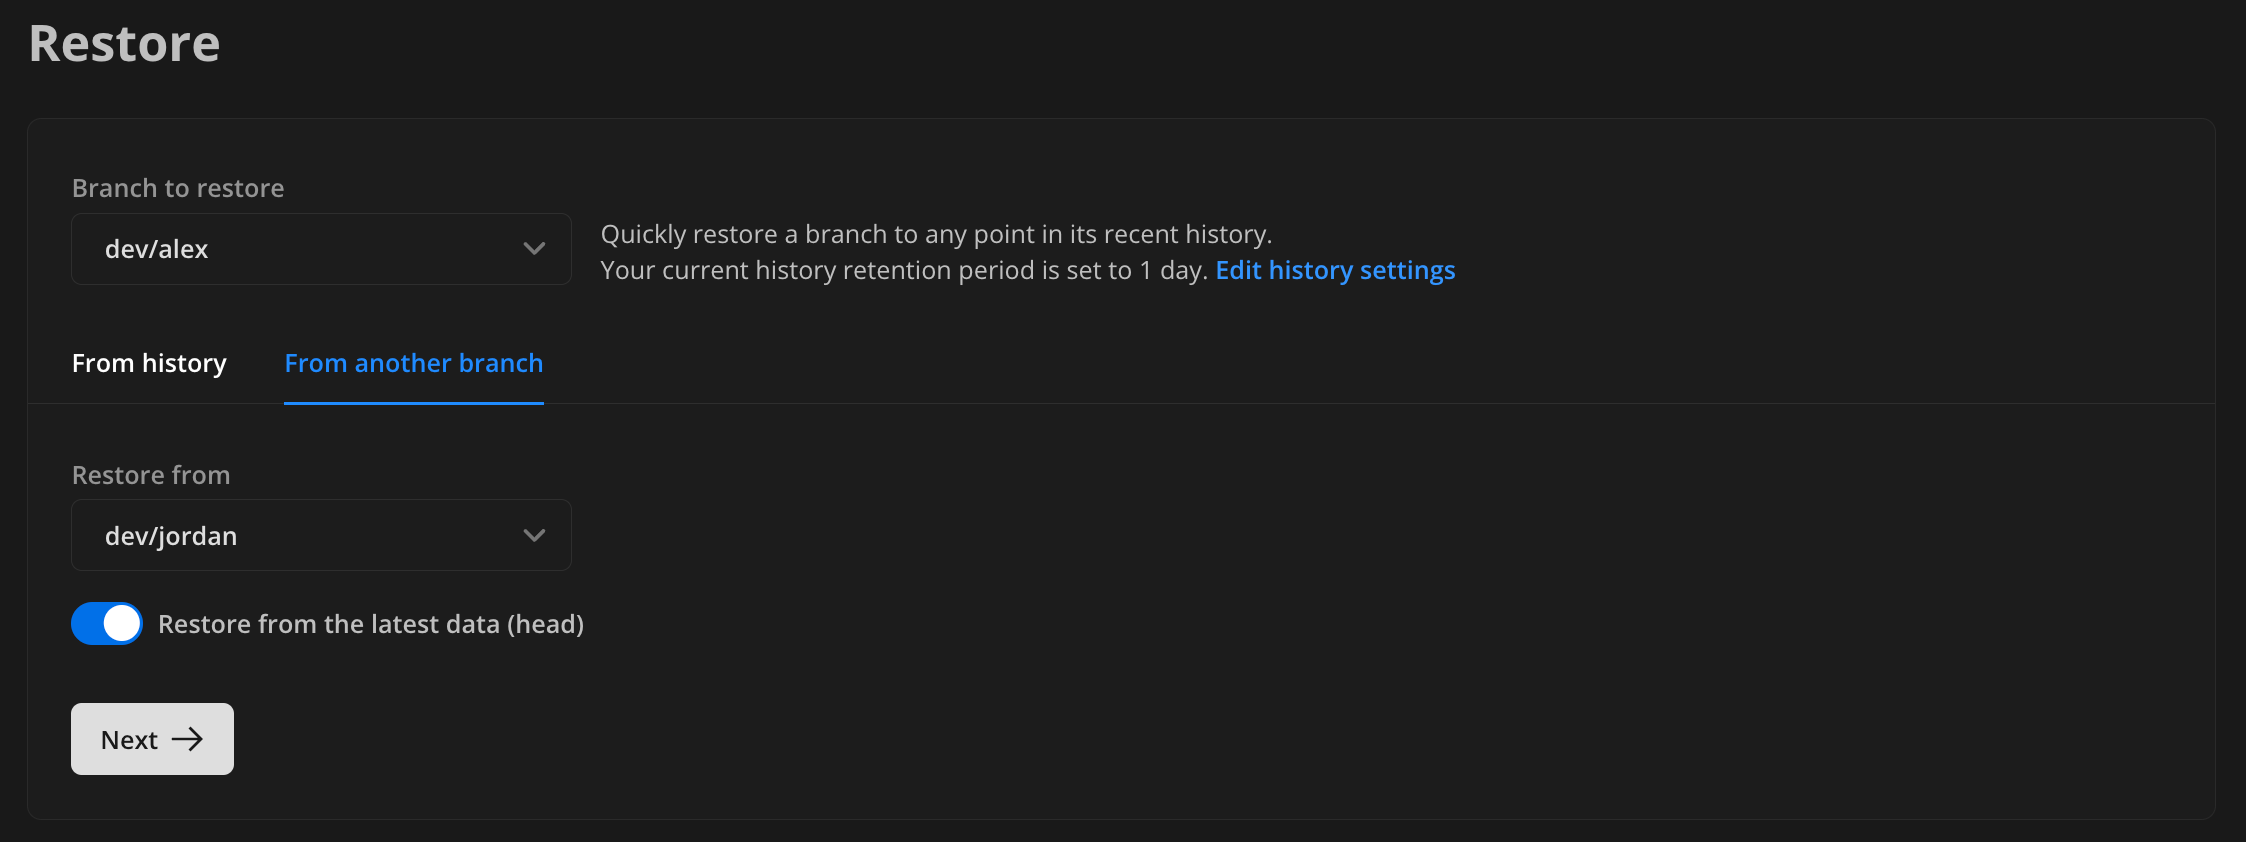 Restore
Branch to restore
dev/alex
Quickly restore a branch to any point in its recent history.
Your current history retention period is set to 1 day. Edit history settings
From history
From another branch
Restore from
dev/jordan
Restore from the latest data (head)
Next